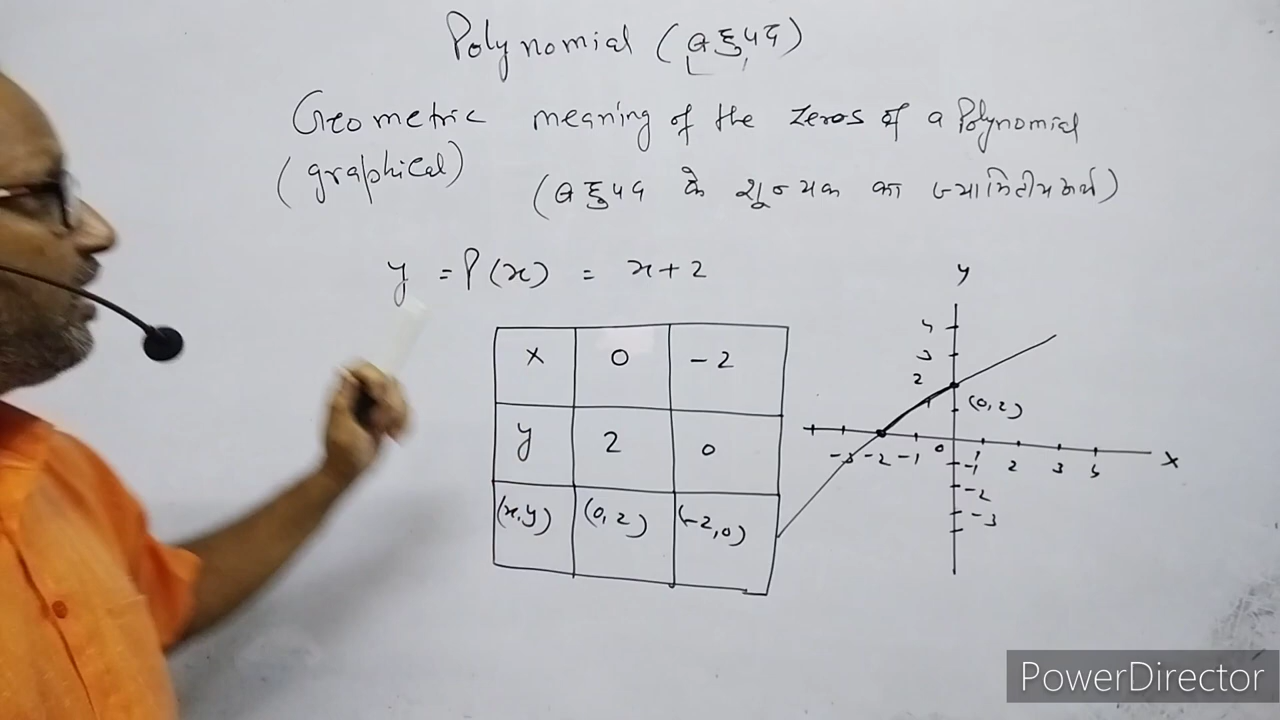 Polynomial (बहुपद)
Geometric meaning of the zeros of a Polynomial
(graphical)
(बहुपद के शून्यक का ज्यामितीय अर्थ)
y = P(x) = x+2
x 0 -2
y 2 0
(x,y) (0,2) (-2,0)
y
4
3
2
(0,2)
-3 -2 -1 0 1 2 3 x
-1
-2
-3
PowerDirector